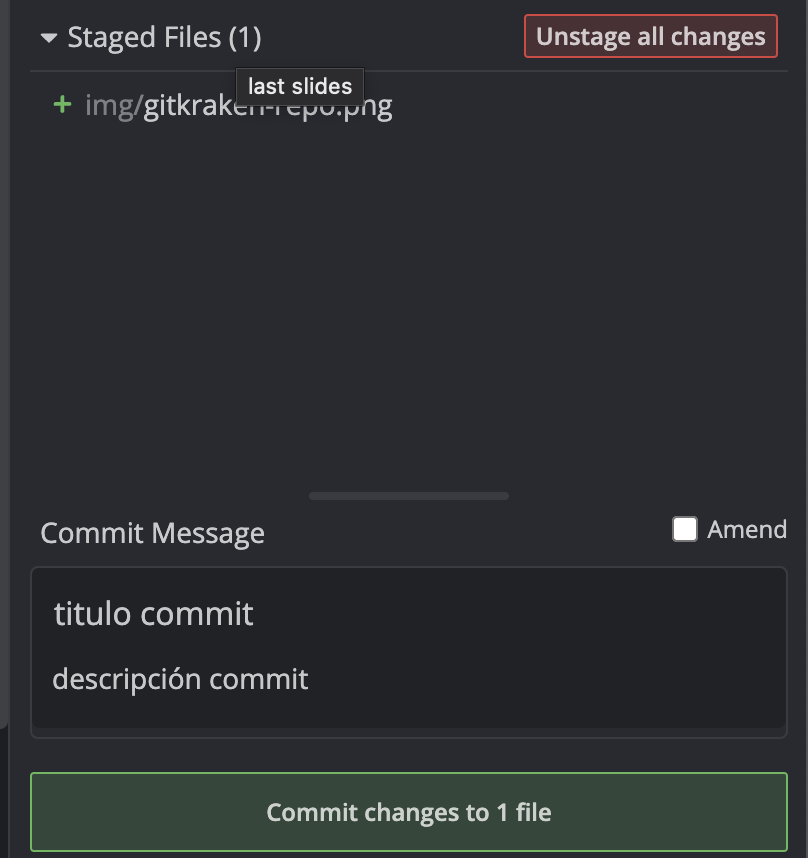 Staged Files (1)
Unstage all changes
last slides
+ img/gitkraken-repo.png
Commit Message
Amend
titulo commit
descripción commit
Commit changes to 1 file